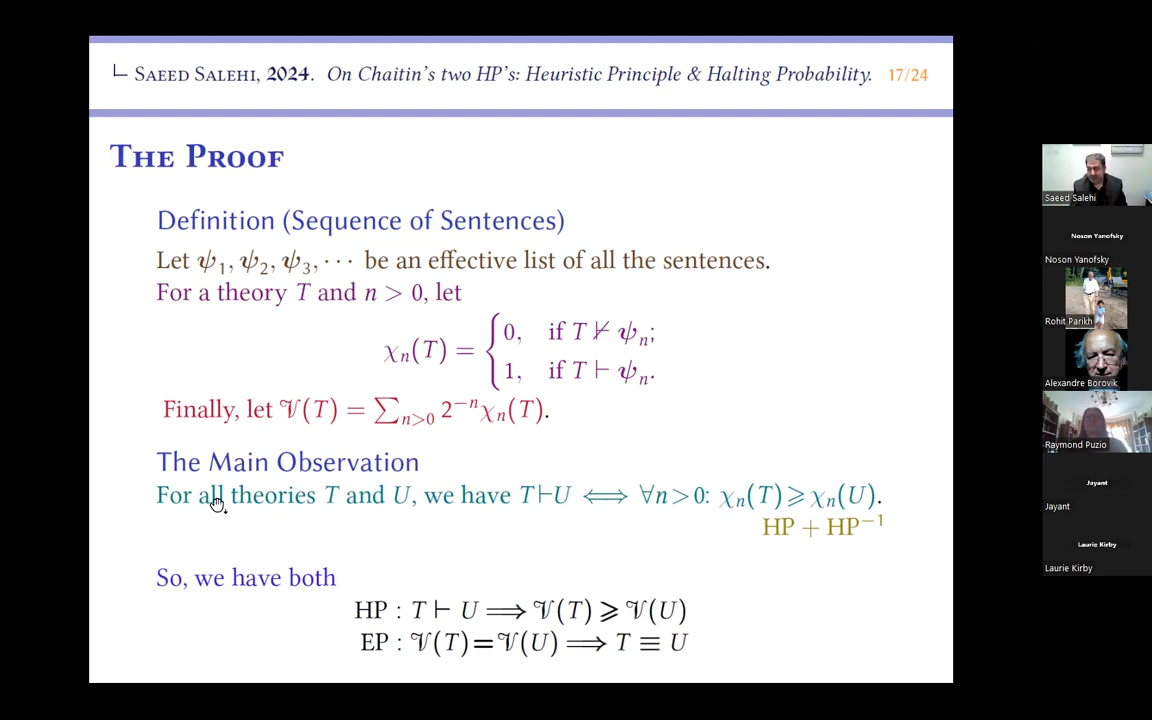 SAEED SALEHI, 2024. On Chaitin's two HP's: Heuristic Principle & Halting Probability. 17/24
THE PROOF
Definition (Sequence of Sentences)
Let ψ₁, ψ₂, ψ₃, ··· be an effective list of all the sentences.
For a theory T and n > 0, let
χₙ(T) = { 0, if T ⊬ ψₙ;
1, if T ⊢ ψₙ.
Finally, let 𝒱(T) = ∑ₙ>₀ 2⁻ⁿχₙ(T).
The Main Observation
For all theories T and U, we have T⊢U ⟺ ∀n>0: χₙ(T)⩾χₙ(U).
HP + HP⁻¹
So, we have both
HP : T ⊢ U ⟹ 𝒱(T) ⩾ 𝒱(U)
EP : 𝒱(T)=𝒱(U) ⟹ T ≡ U
Saeed Salehi
Noson Yanofsky
Noson Yanofsky
Rohit Parikh
Alexandre Borovik
Raymond Puzio
Jayant
Jayant
Laurie Kirby
Laurie Kirby